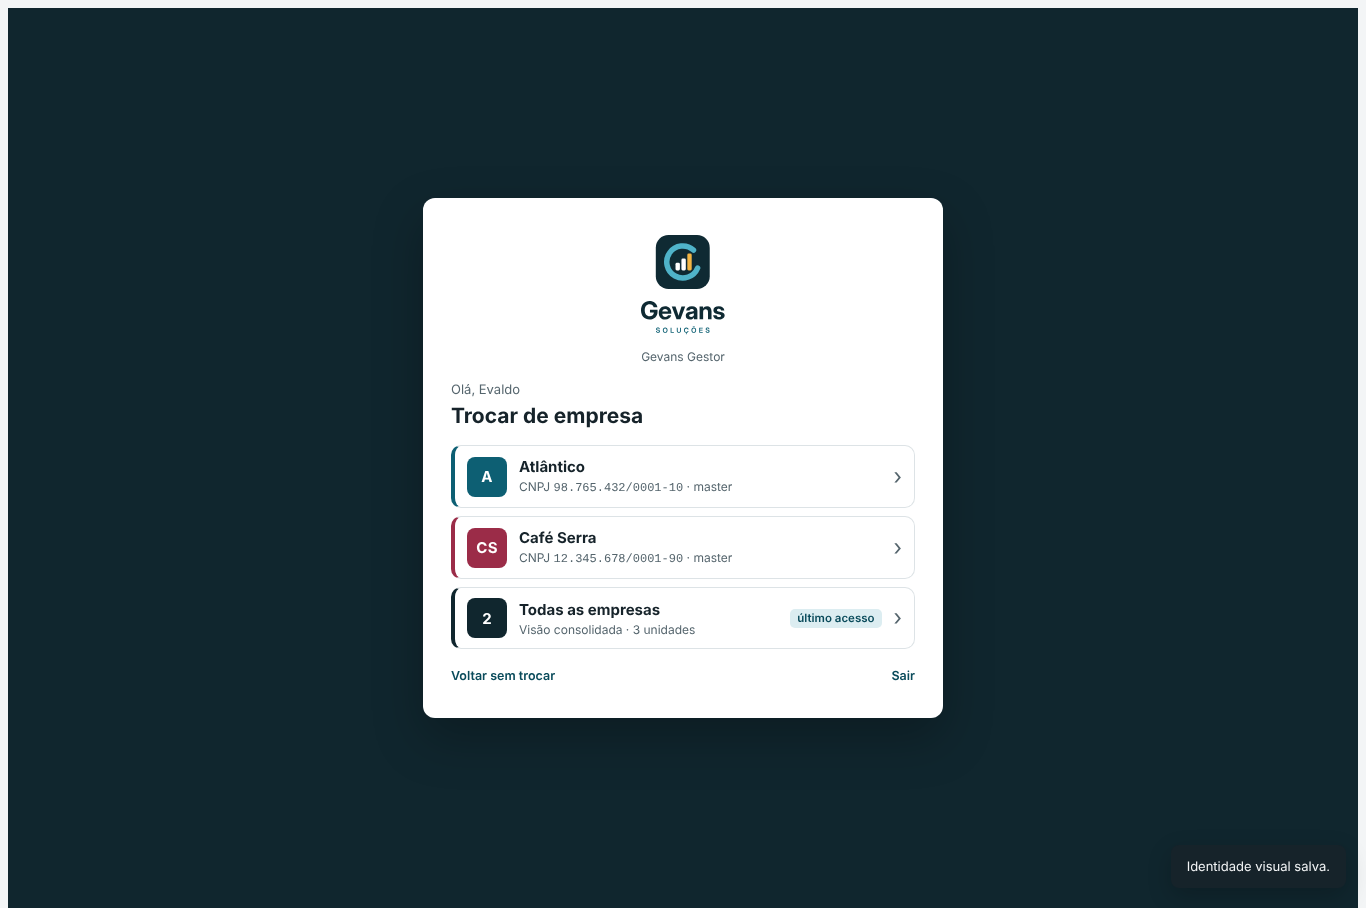 Gevans
SOLUÇÕES
Gevans Gestor
Olá, Evaldo
Trocar de empresa
A
Atlântico
CNPJ 98.765.432/0001-10 · master
CS
Café Serra
CNPJ 12.345.678/0001-90 · master
2
Todas as empresas
Visão consolidada · 3 unidades
último acesso
Voltar sem trocar
Sair
Identidade visual salva.